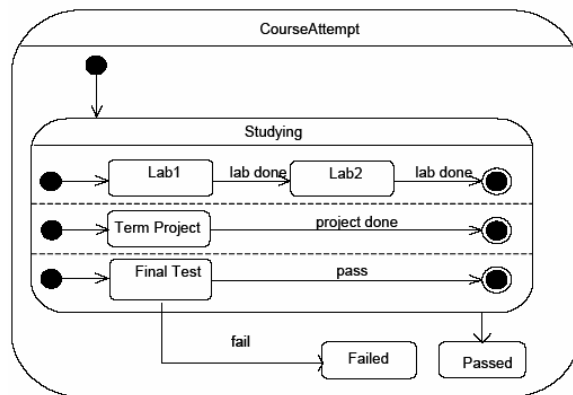 CourseAttempt
Studying
Lab1 lab done Lab2 lab done
Term Project project done
Final Test pass
fail
Failed Passed